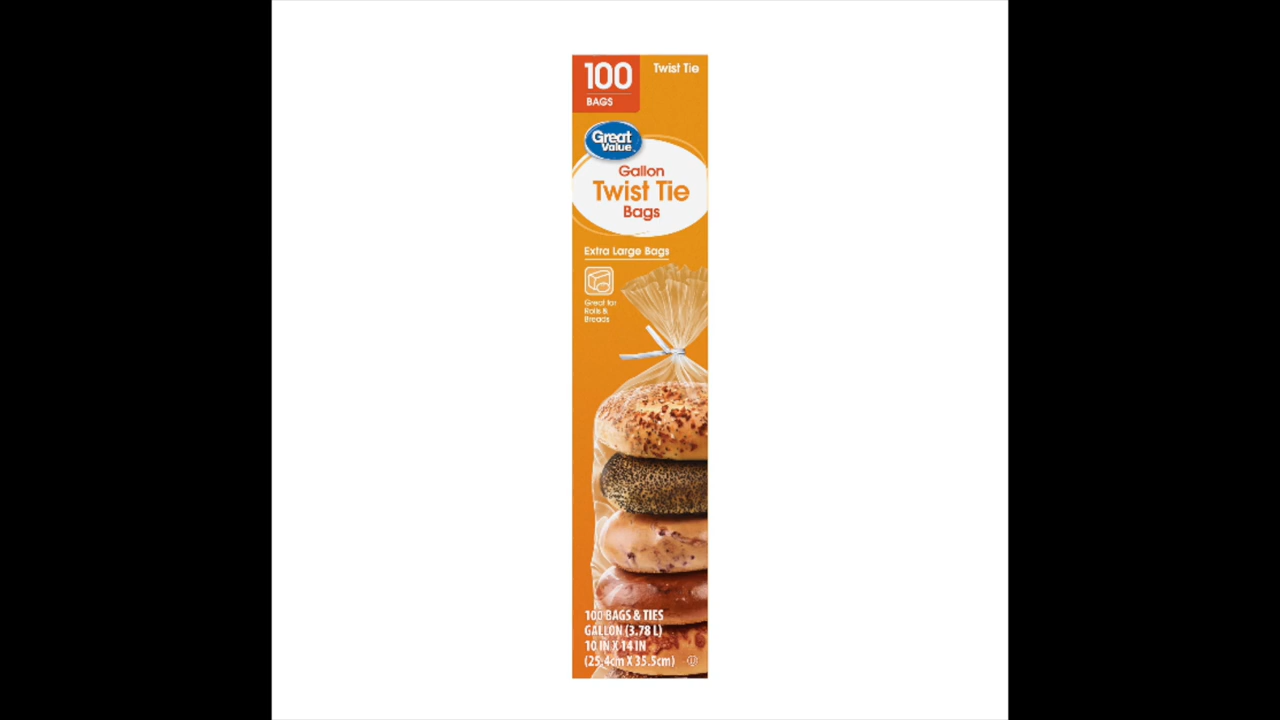 100
BAGS
Twist Tie
Great
Value
Gallon
Twist Tie
Bags
Extra Large Bags
Great for
Rolls &
Breads
100 BAGS & TIES
GALLON (3.78 L)
10 IN X 14 IN
(25.4cm X 35.5cm)